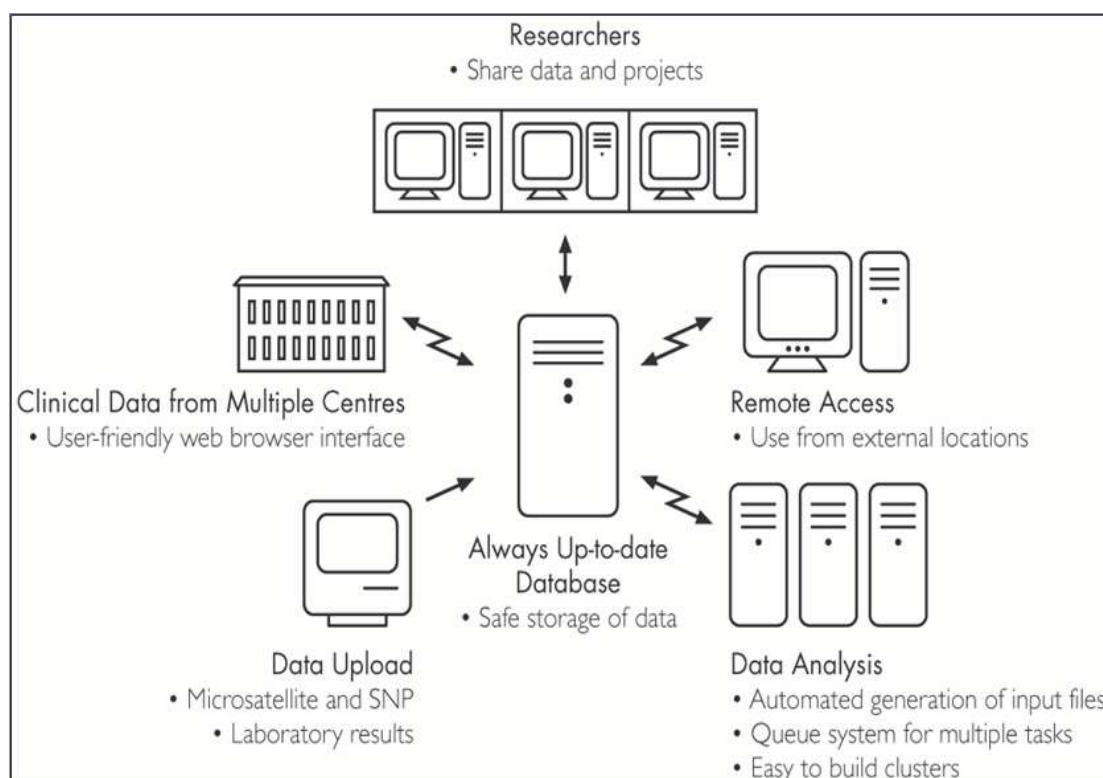 Researchers
• Share data and projects
Clinical Data from Multiple Centres
• User-friendly web browser interface
Remote Access
• Use from external locations
Always Up-to-date
Database
• Safe storage of data
Data Upload
• Microsatellite and SNP
• Laboratory results
Data Analysis
• Automated generation of input files
• Queue system for multiple tasks
• Easy to build clusters